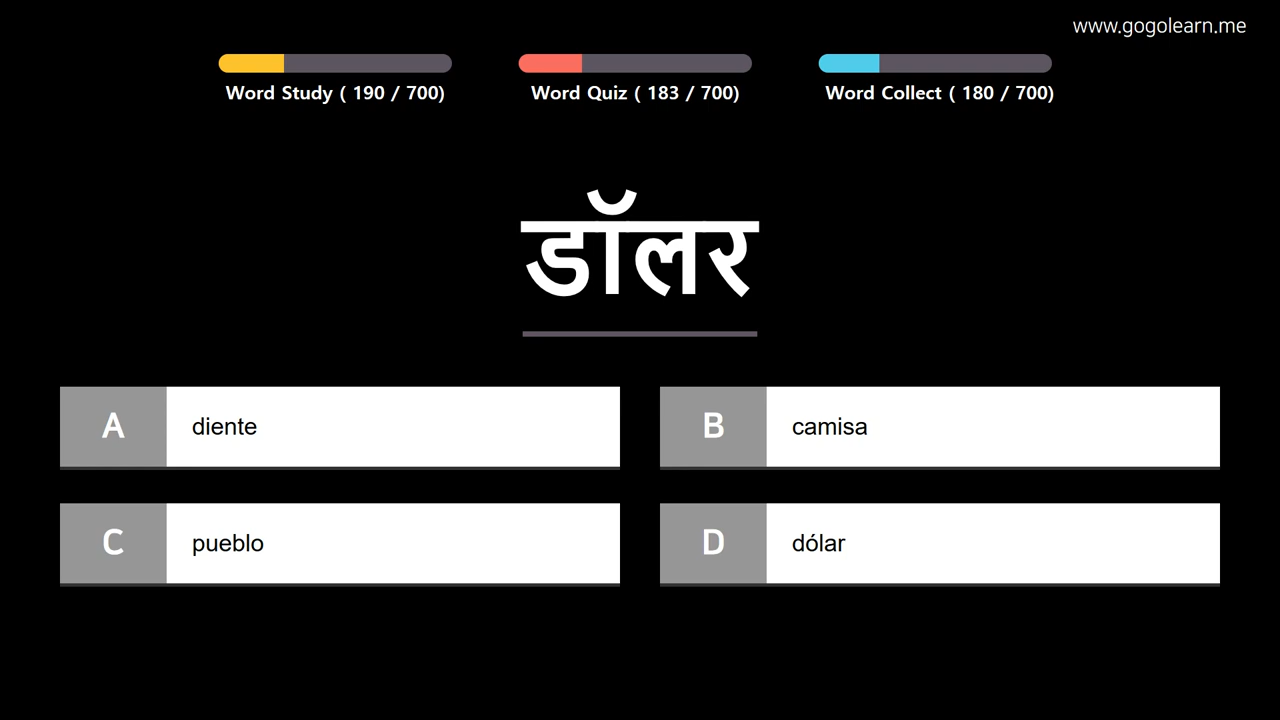 www.gogolearn.me
Word Study ( 190 / 700)
Word Quiz ( 183 / 700)
Word Collect ( 180 / 700)
डॉलर
A diente
B camisa
C pueblo
D dólar